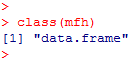 >
> class(mfh)
[1] "data.frame"
>